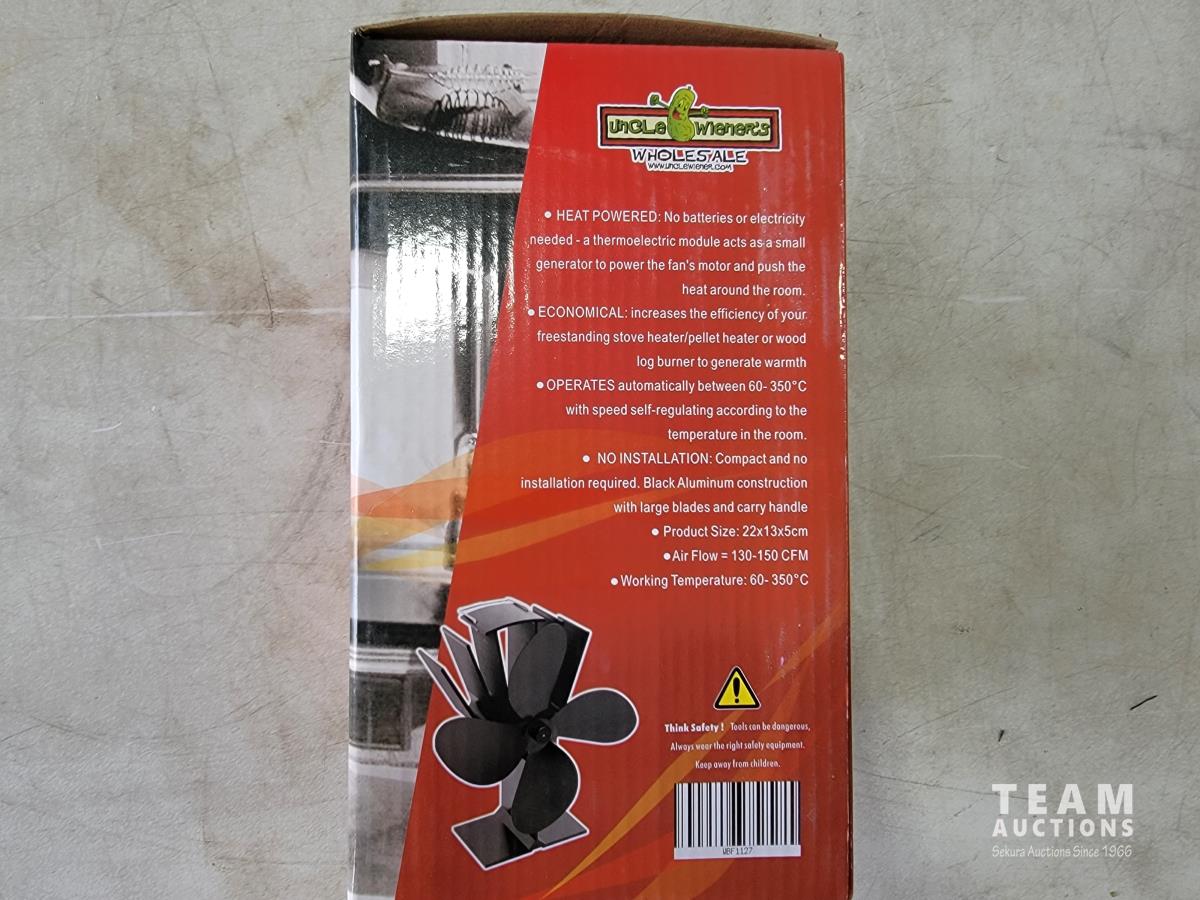 UNCLE WIENER'S
WHOLESALE
WWW.UNCLEWIENER.COM
● HEAT POWERED: No batteries or electricity
needed - a thermoelectric module acts as a small
generator to power the fan's motor and push the
heat around the room.
● ECONOMICAL: increases the efficiency of your
freestanding stove heater/pellet heater or wood
log burner to generate warmth
● OPERATES automatically between 60- 350°C
with speed self-regulating according to the
temperature in the room.
● NO INSTALLATION: Compact and no
installation required. Black Aluminum construction
with large blades and carry handle
● Product Size: 22x13x5cm
● Air Flow = 130-150 CFM
● Working Temperature: 60- 350°C
Think Safety ! Tools can be dangerous,
Always wear the right safety equipment.
Keep away from children.
WBF1127
TEAM
AUCTIONS
Sekura Auctions Since 1966